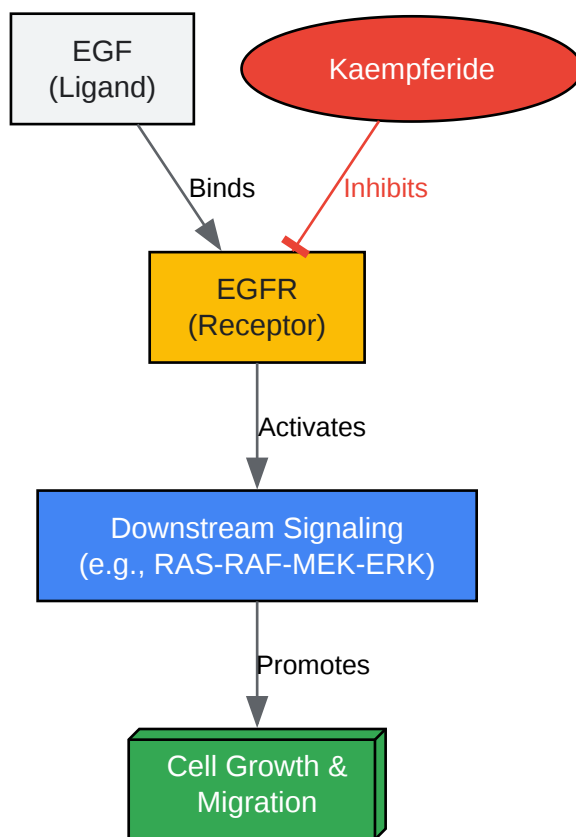 EGF
(Ligand)
Kaempferide
Binds
Inhibits
EGFR
(Receptor)
Activates
Downstream Signaling
(e.g., RAS-RAF-MEK-ERK)
Promotes
Cell Growth &
Migration